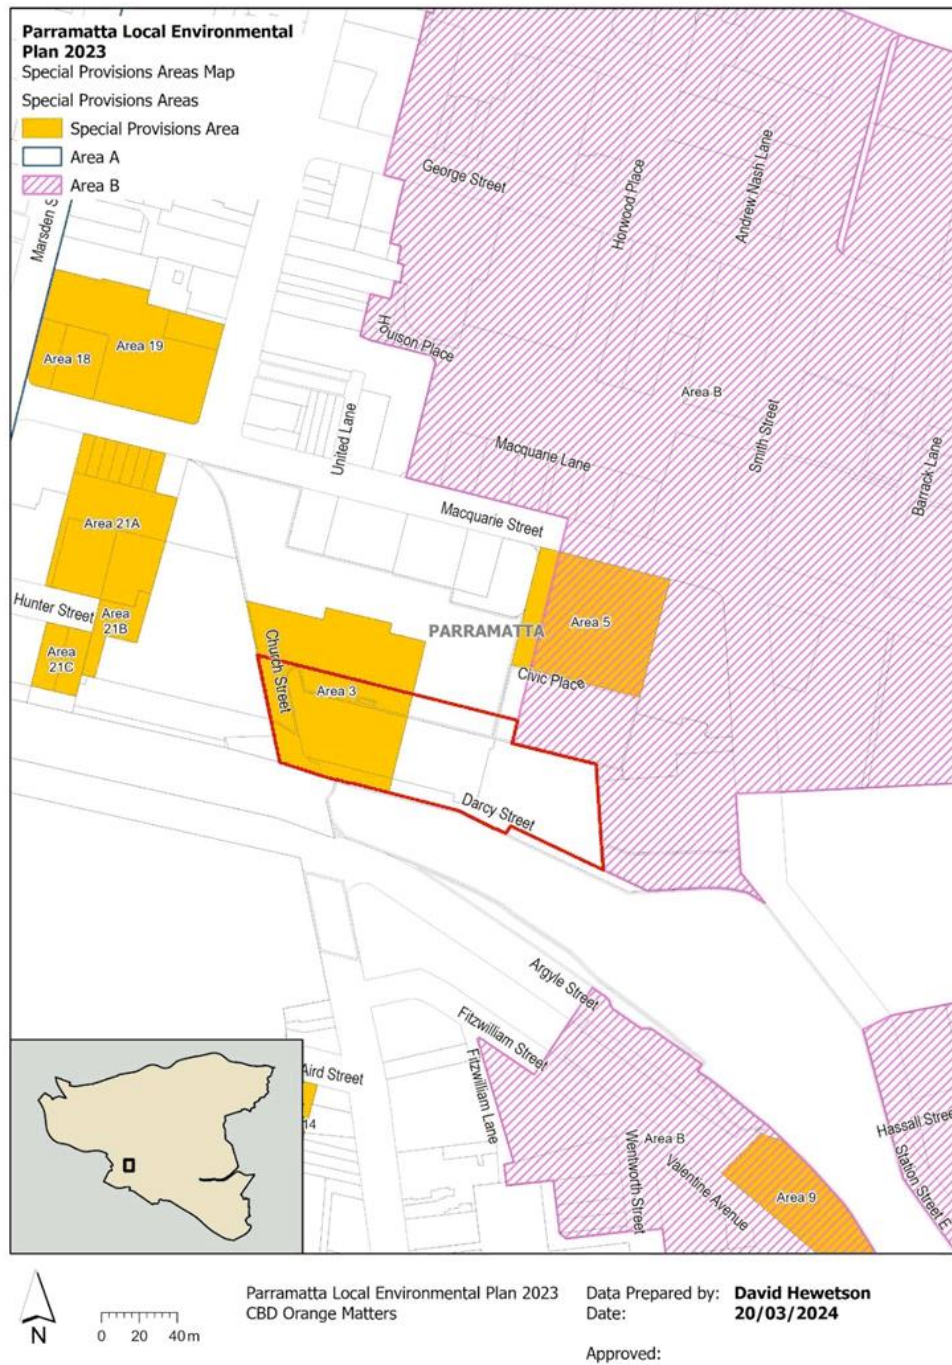 Parramatta Local Environmental
Plan 2023
Special Provisions Areas Map
Special Provisions Areas
Special Provisions Area
Area A
Area B
Marsden S
George Street
Horwood Place
Andrew Nash Lane
Houison Place
Area 19
Area 18
Area B
United Lane
Smith Street
Macquarie Lane
Barrack Lane
Macquarie Street
Area 21A
Hunter Street
Area
21B
Area
21C
Church Street
PARRAMATTA
Area 5
Civic Place
Area 3
Darcy Street
Argyle Street
Fitzwilliam Street
Fitzwilliam Lane
Aird Street
14
Wentworth Street
Area B
Valentine Avenue
Area 9
Hassall Stree
Station Street E
N
0 20 40m
Parramatta Local Environmental Plan 2023
CBD Orange Matters
Data Prepared by: David Hewetson
Date: 20/03/2024
Approved: